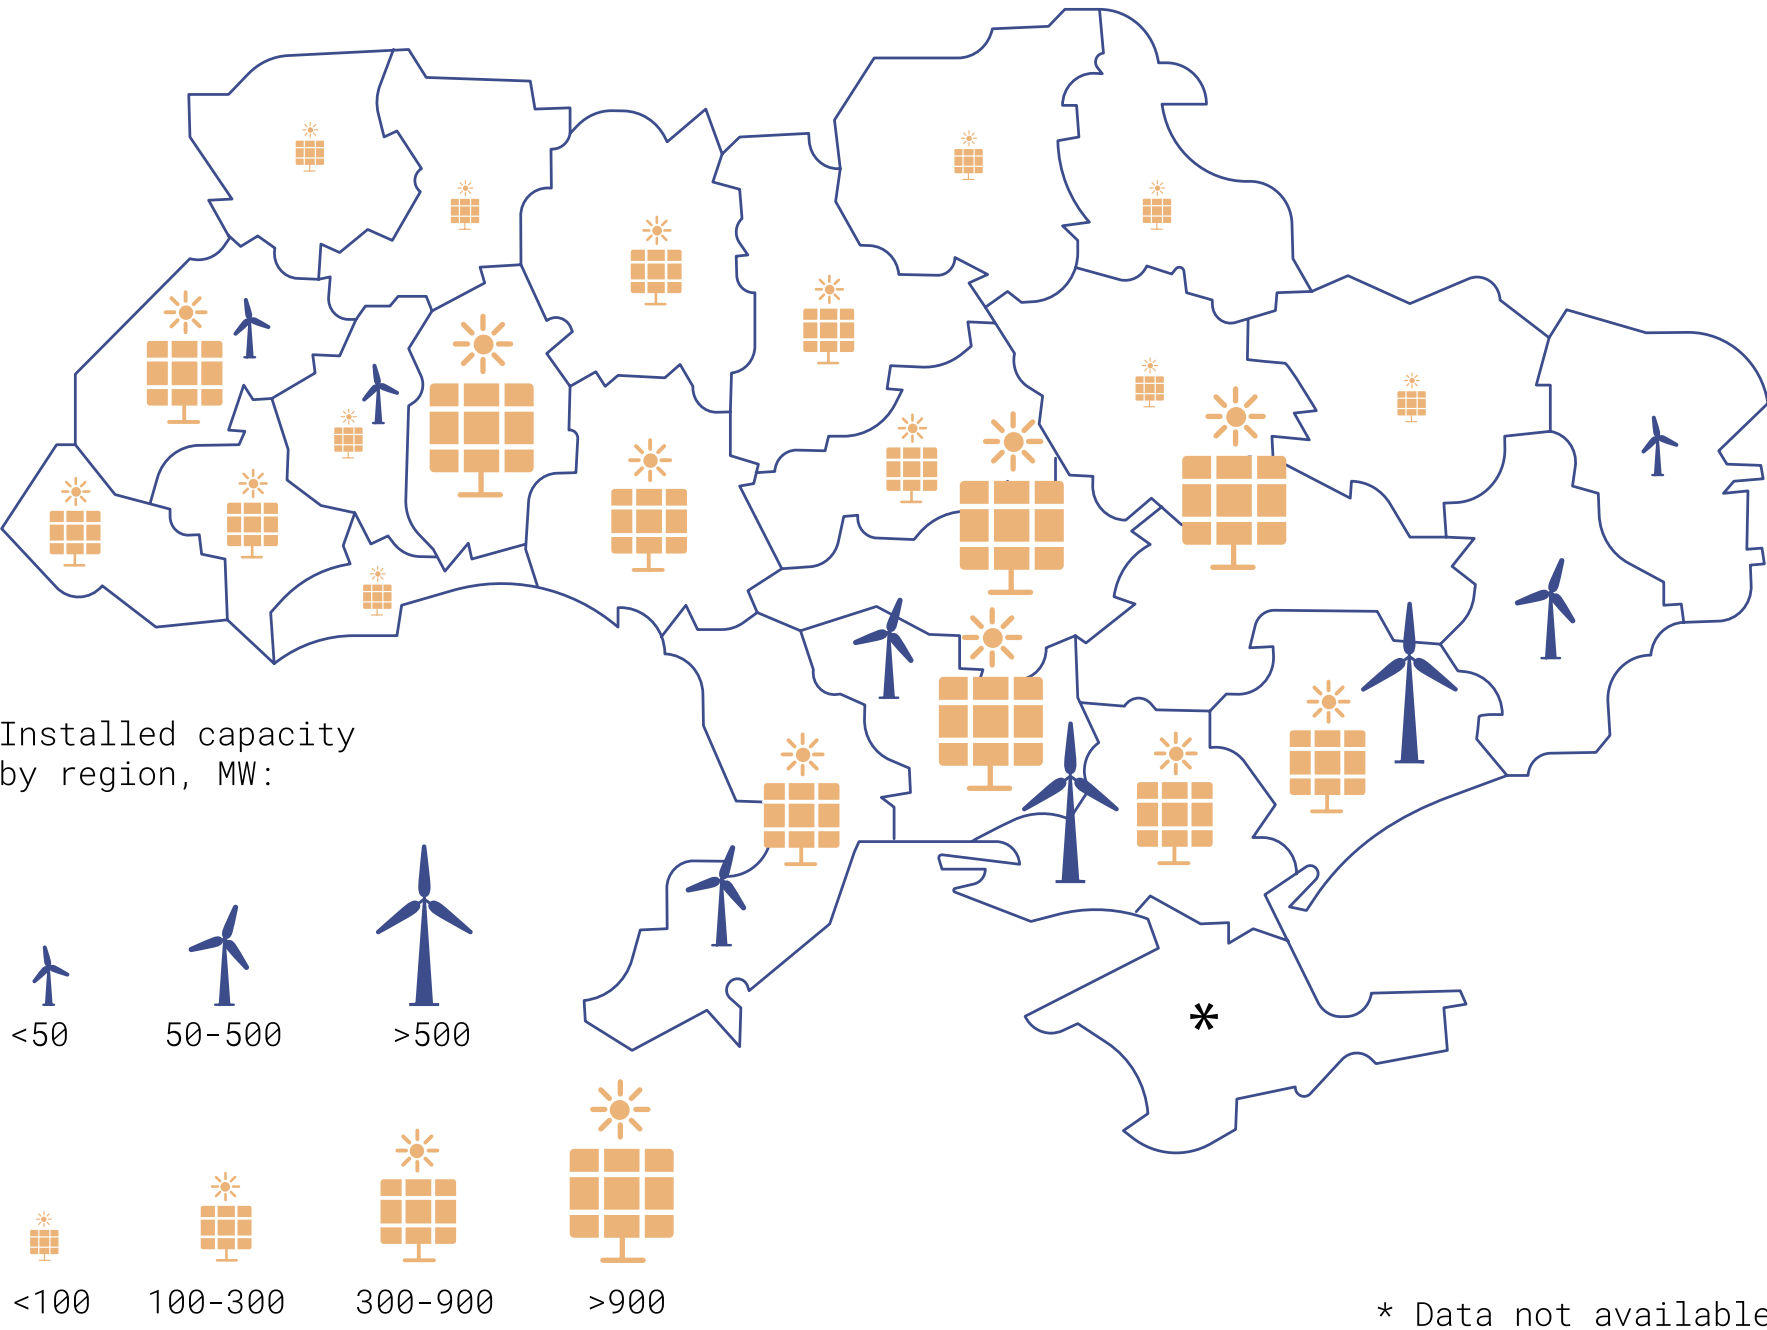 Installed capacity
by region, MW:
<50 50-500 >500
<100 100-300 300-900 >900
*
* Data not available